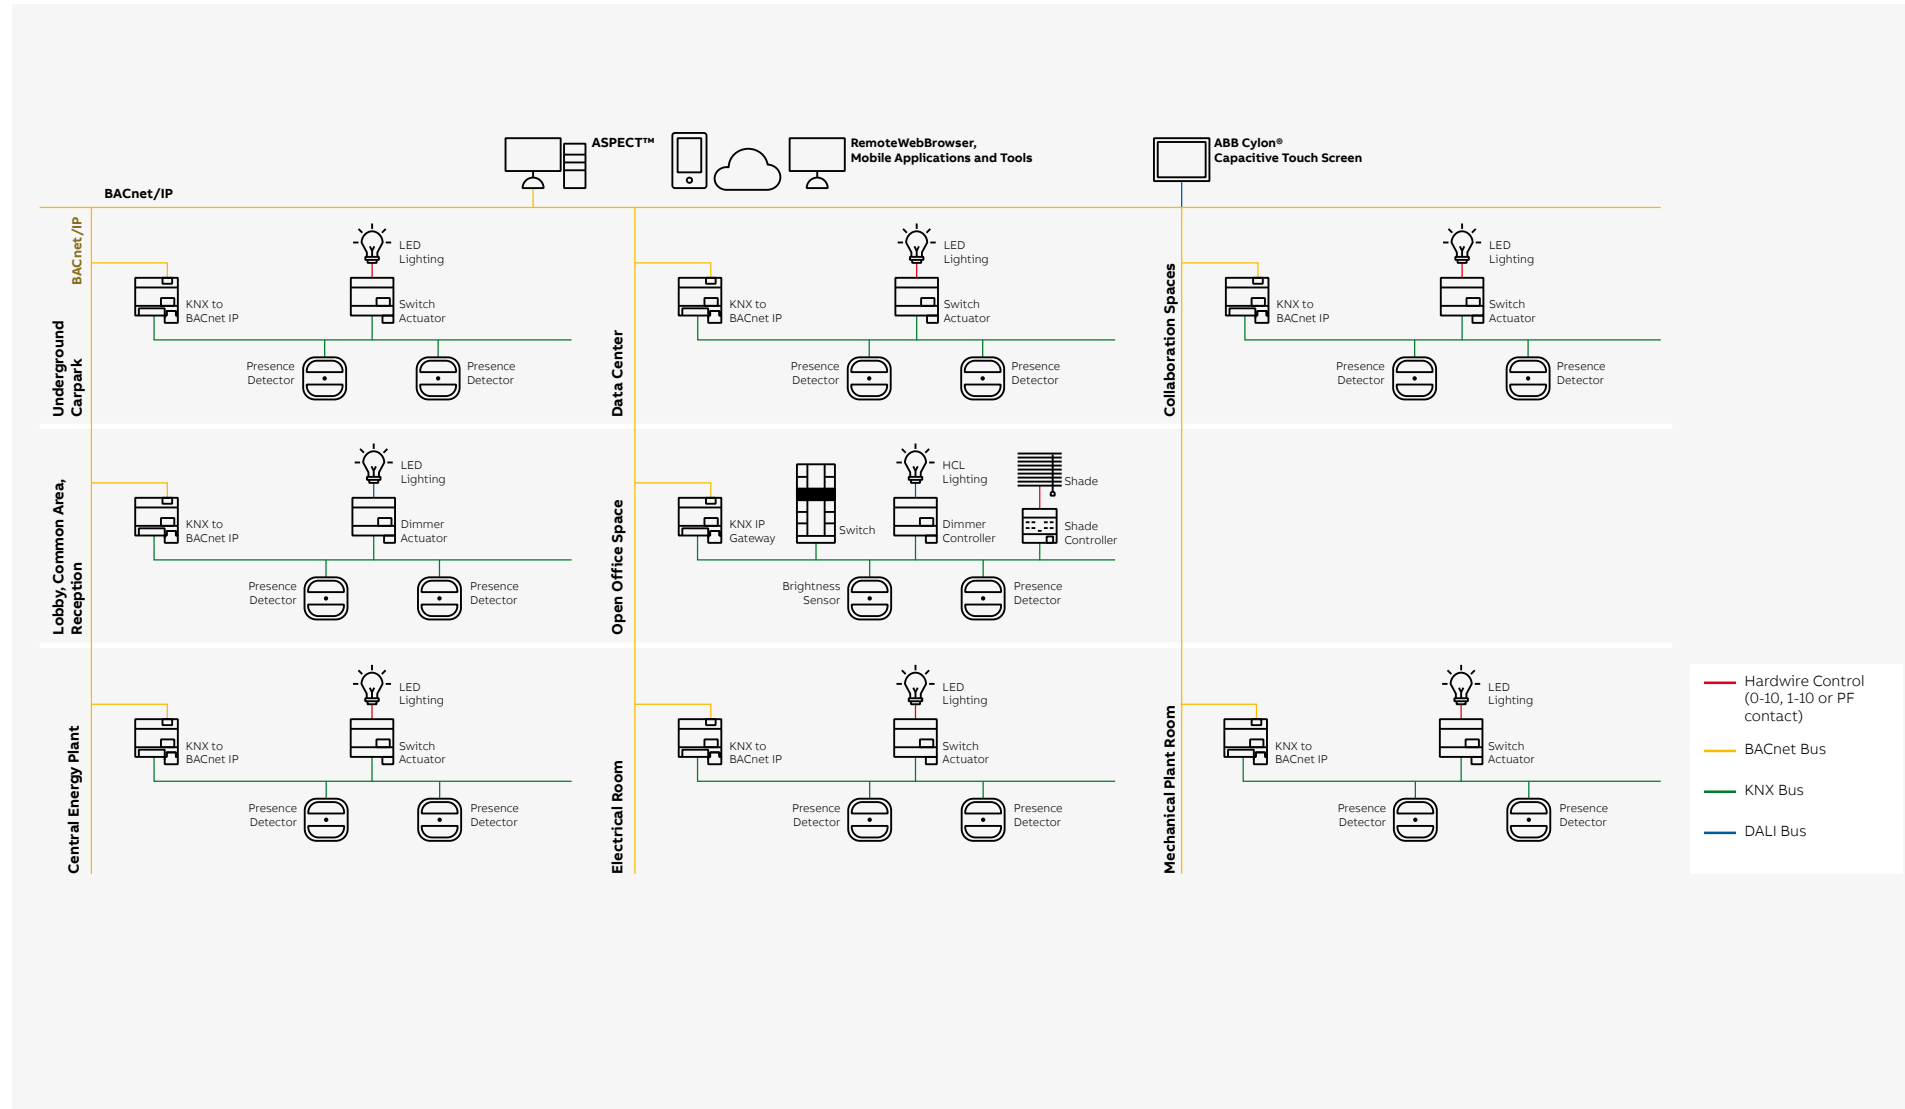 ASPECT™
RemoteWebBrowser,
Mobile Applications and Tools
ABB Cylon®
Capacitive Touch Screen
BACnet/IP
BACnet/IP
Underground
Carpark
KNX to
BACnet IP
LED
Lighting
Switch
Actuator
Presence
Detector
Presence
Detector
Data Center
KNX to
BACnet IP
LED
Lighting
Switch
Actuator
Presence
Detector
Presence
Detector
Collaboration Spaces
KNX to
BACnet IP
LED
Lighting
Switch
Actuator
Presence
Detector
Presence
Detector
Lobby, Common Area,
Reception
KNX to
BACnet IP
LED
Lighting
Dimmer
Actuator
Presence
Detector
Presence
Detector
Open Office Space
KNX IP
Gateway
Switch
HCL
Lighting
Dimmer
Controller
Shade
Shade
Controller
Brightness
Sensor
Presence
Detector
Central Energy Plant
KNX to
BACnet IP
LED
Lighting
Switch
Actuator
Presence
Detector
Presence
Detector
Electrical Room
KNX to
BACnet IP
LED
Lighting
Switch
Actuator
Presence
Detector
Presence
Detector
Mechanical Plant Room
KNX to
BACnet IP
LED
Lighting
Switch
Actuator
Presence
Detector
Presence
Detector
Hardwire Control
(0-10, 1-10 or PF
contact)
BACnet Bus
KNX Bus
DALI Bus